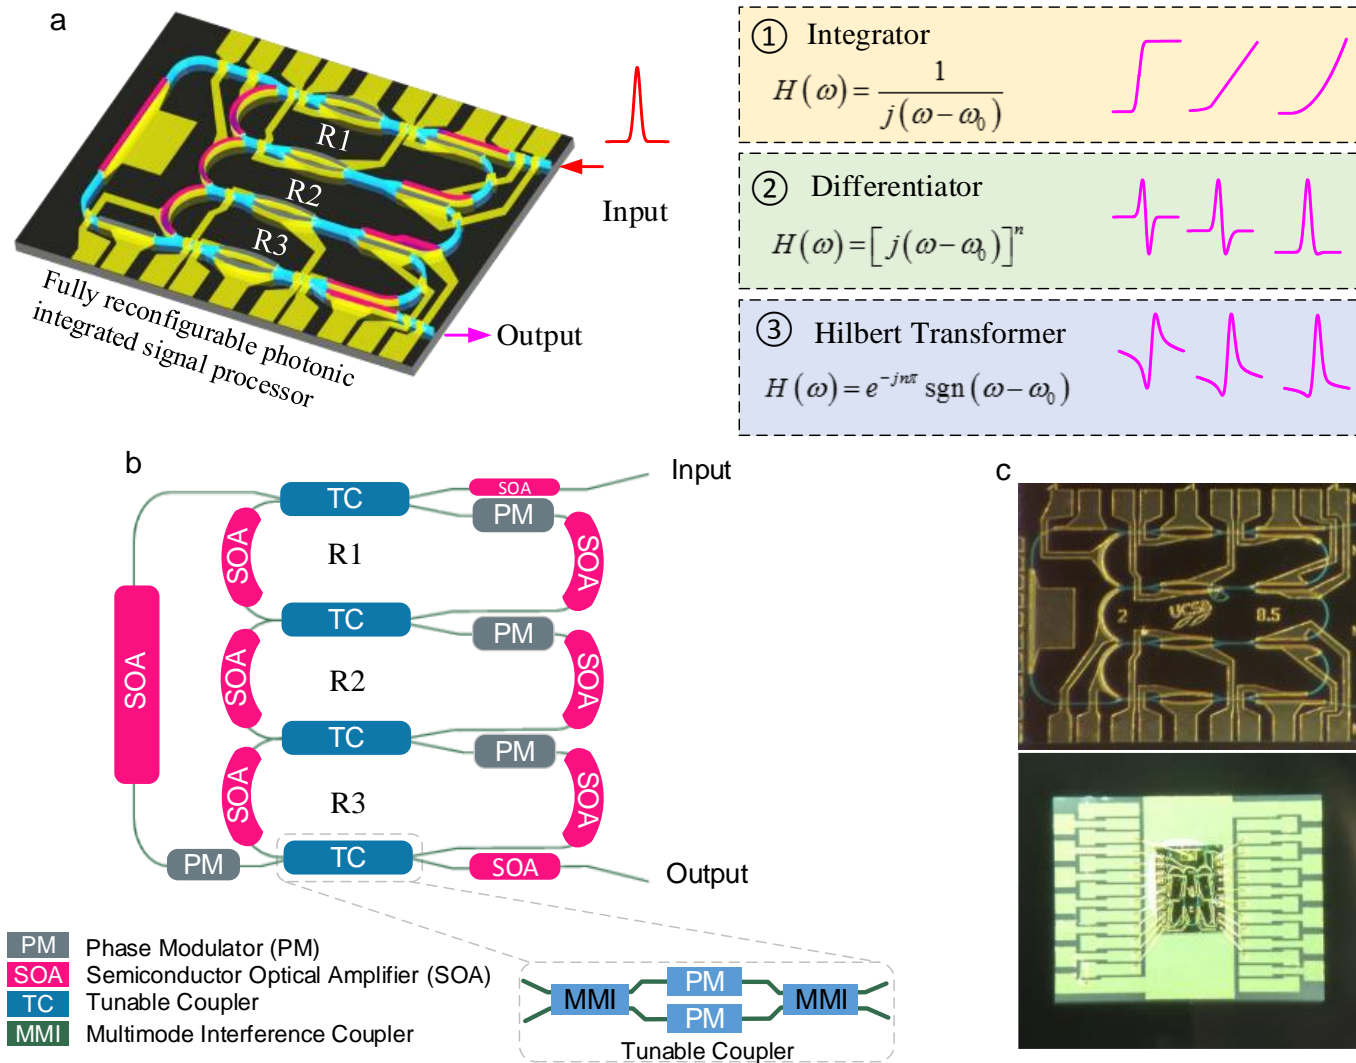 a
R1
R2
R3
Input
Output
Fully reconfigurable photonic
integrated signal processor
① Integrator
H(ω) = 1 / j(ω−ω₀)
② Differentiator
H(ω) = [j(ω−ω₀)]ⁿ
③ Hilbert Transformer
H(ω) = e^{−jnπ} sgn(ω−ω₀)
b
Input
TC
SOA
PM
SOA
R1
SOA
TC
PM
SOA
SOA
R2
SOA
TC
PM
SOA
R3
SOA
PM
TC
SOA
Output
PM Phase Modulator (PM)
SOA Semiconductor Optical Amplifier (SOA)
TC Tunable Coupler
MMI Multimode Interference Coupler
MMI PM MMI
PM
Tunable Coupler
c
UCSB
2
8.5